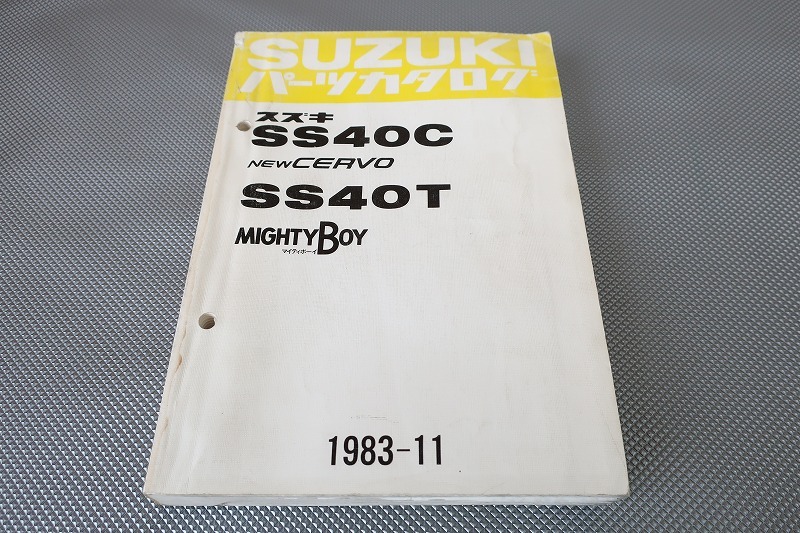 SUZUKI
パーツカタログ
スズキ
SS40C
NEW CERVO
SS40T
MIGHTY BOY
マイティボーイ
1983-11